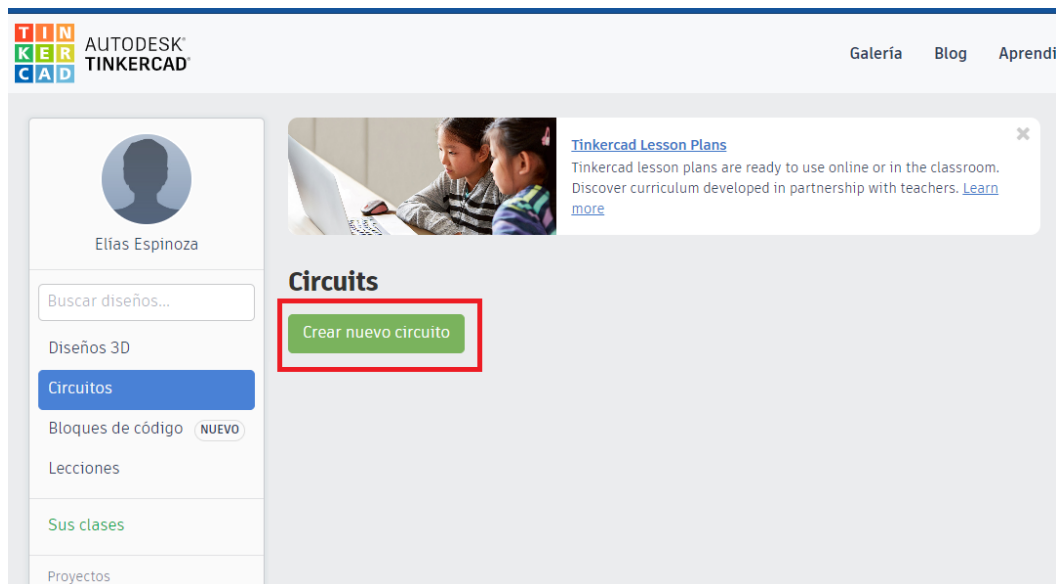 TIN
KER
CAD
AUTODESK®
TINKERCAD®
Galería Blog Aprendi
Elías Espinoza
Buscar diseños...
Diseños 3D
Circuitos
Bloques de código NUEVO
Lecciones
Sus clases
Proyectos
Tinkercad Lesson Plans
Tinkercad lesson plans are ready to use online or in the classroom.
Discover curriculum developed in partnership with teachers. Learn
more
Circuits
Crear nuevo circuito